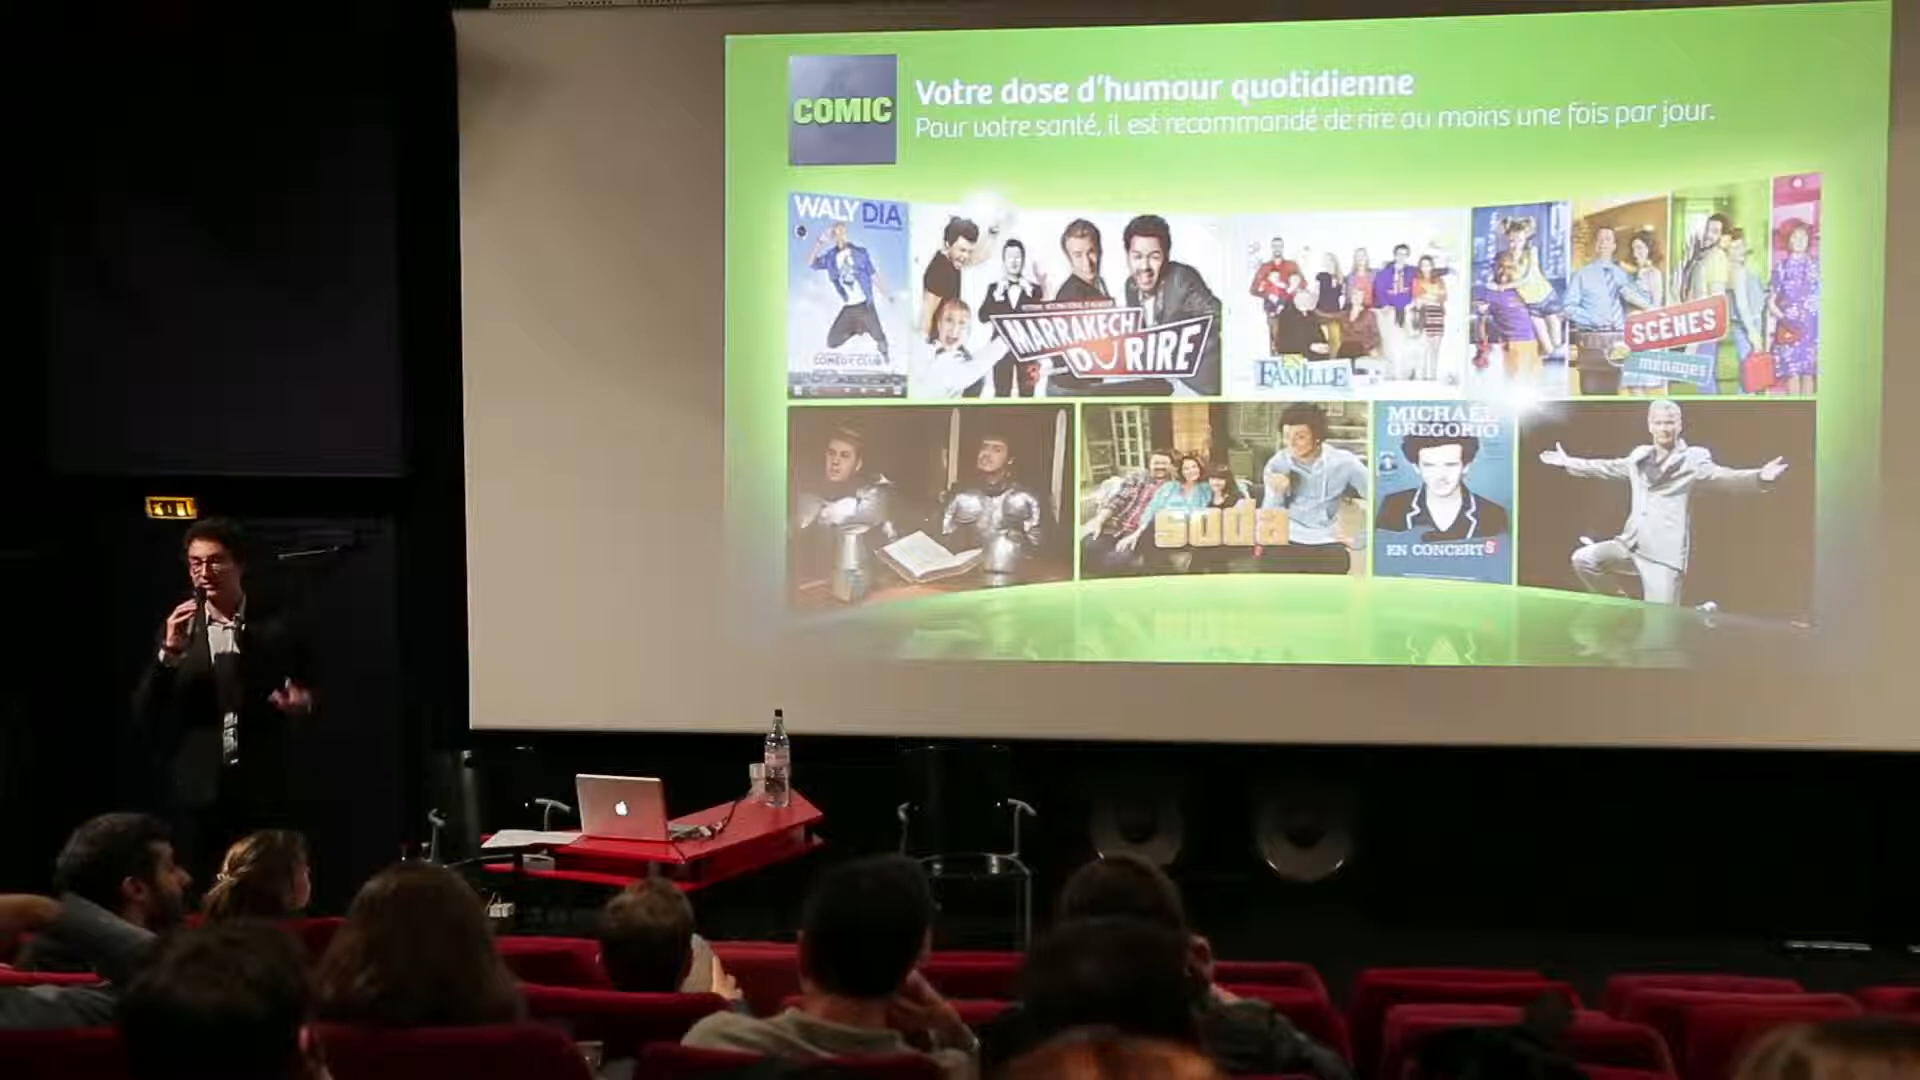 COMIC
Votre dose d'humour quotidienne
Pour votre santé, il est recommandé de rire au moins une fois par jour.
WALY DIA
COMEDY CLUB
MARRAKECH
DU RIRE
FAMILLE
SCÈNES
ménages
soda
MICHAËL
GREGORIO
EN CONCERTS